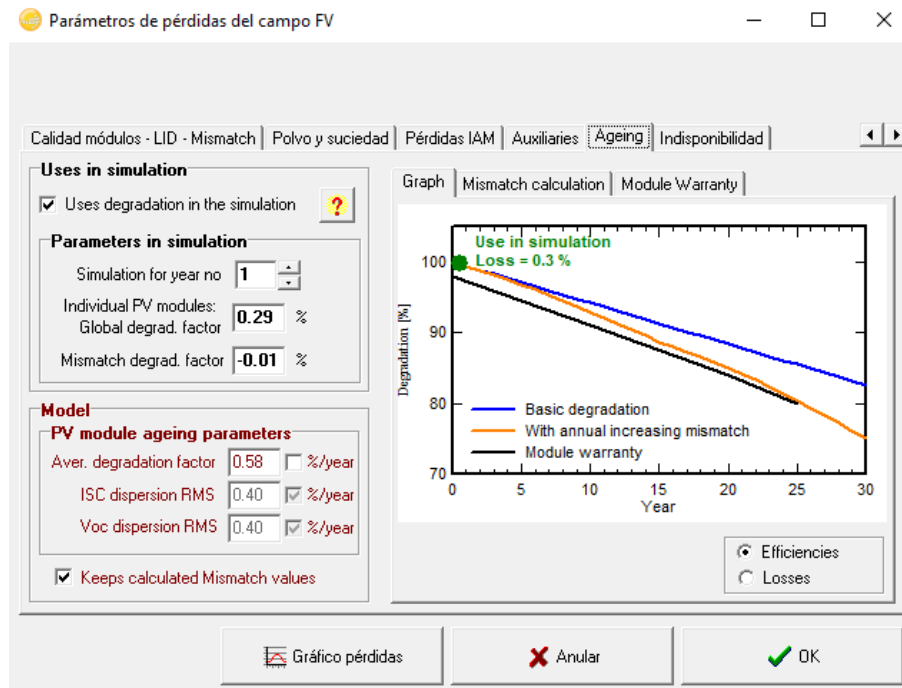 Parámetros de pérdidas del campo FV
Calidad módulos - LID - Mismatch Polvo y suciedad Pérdidas IAM Auxiliaries Ageing Indisponibilidad
Uses in simulation
Uses degradation in the simulation ?
Parameters in simulation
Simulation for year no 1
Individual PV modules:
Global degrad. factor 0.29 %
Mismatch degrad. factor -0.01 %
Model
PV module ageing parameters
Aver. degradation factor 0.58 %/year
ISC dispersion RMS 0.40 %/year
Voc dispersion RMS 0.40 %/year
Keeps calculated Mismatch values
Graph Mismatch calculation Module Warranty
Use in simulation
Loss = 0.3 %
Degradation [%]
100
90
80
70
Basic degradation
With annual increasing mismatch
Module warranty
0 5 10 15 20 25 30
Year
Efficiencies
Losses
Gráfico pérdidas Anular OK